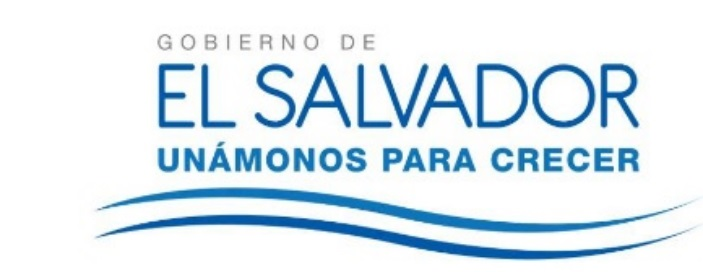 GOBIERNO DE
EL SALVADOR
UNÁMONOS PARA CRECER